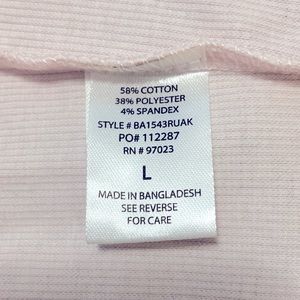 58% COTTON
38% POLYESTER
4% SPANDEX
STYLE # BA1543RUAK
PO# 112287
RN # 97023
L
MADE IN BANGLADESH
SEE REVERSE
FOR CARE